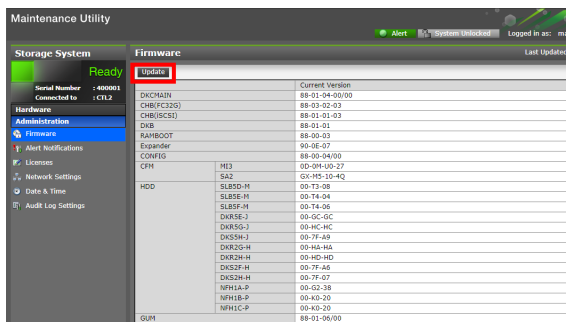 Maintenance Utility
Alert System Unlocked Logged in as: ma
Storage System
Ready
Serial Number : 400001
Connected to : CTL2
Hardware
Administration
Firmware
Alert Notifications
Licenses
Network Settings
Date & Time
Audit Log Settings
Firmware Last Updated
Update
Current Version
DKCMAIN 88-01-04-00/00
CHB(FC32G) 88-03-02-03
CHB(iSCSI) 88-01-01-03
DKB 88-01-01
RAMBOOT 88-00-03
Expander 90-0E-07
CONFIG 88-00-04/00
CFM MI3 0D-0M-U0-27
SA2 GX-M5-10-4Q
HDD SLB5D-M 00-T3-08
SLB5E-M 00-T4-04
SLB5F-M 00-T4-06
DKR5E-J 00-GC-GC
DKR5G-J 00-HC-HC
DKS5H-J 00-7F-A9
DKR2G-H 00-HA-HA
DKR2H-H 00-HD-HD
DKS2F-H 00-7F-A6
DKS2H-H 00-7F-07
NFH1A-P 00-G2-38
NFH1B-P 00-K0-20
NFH1C-P 00-K0-20
GUM 88-01-06/00